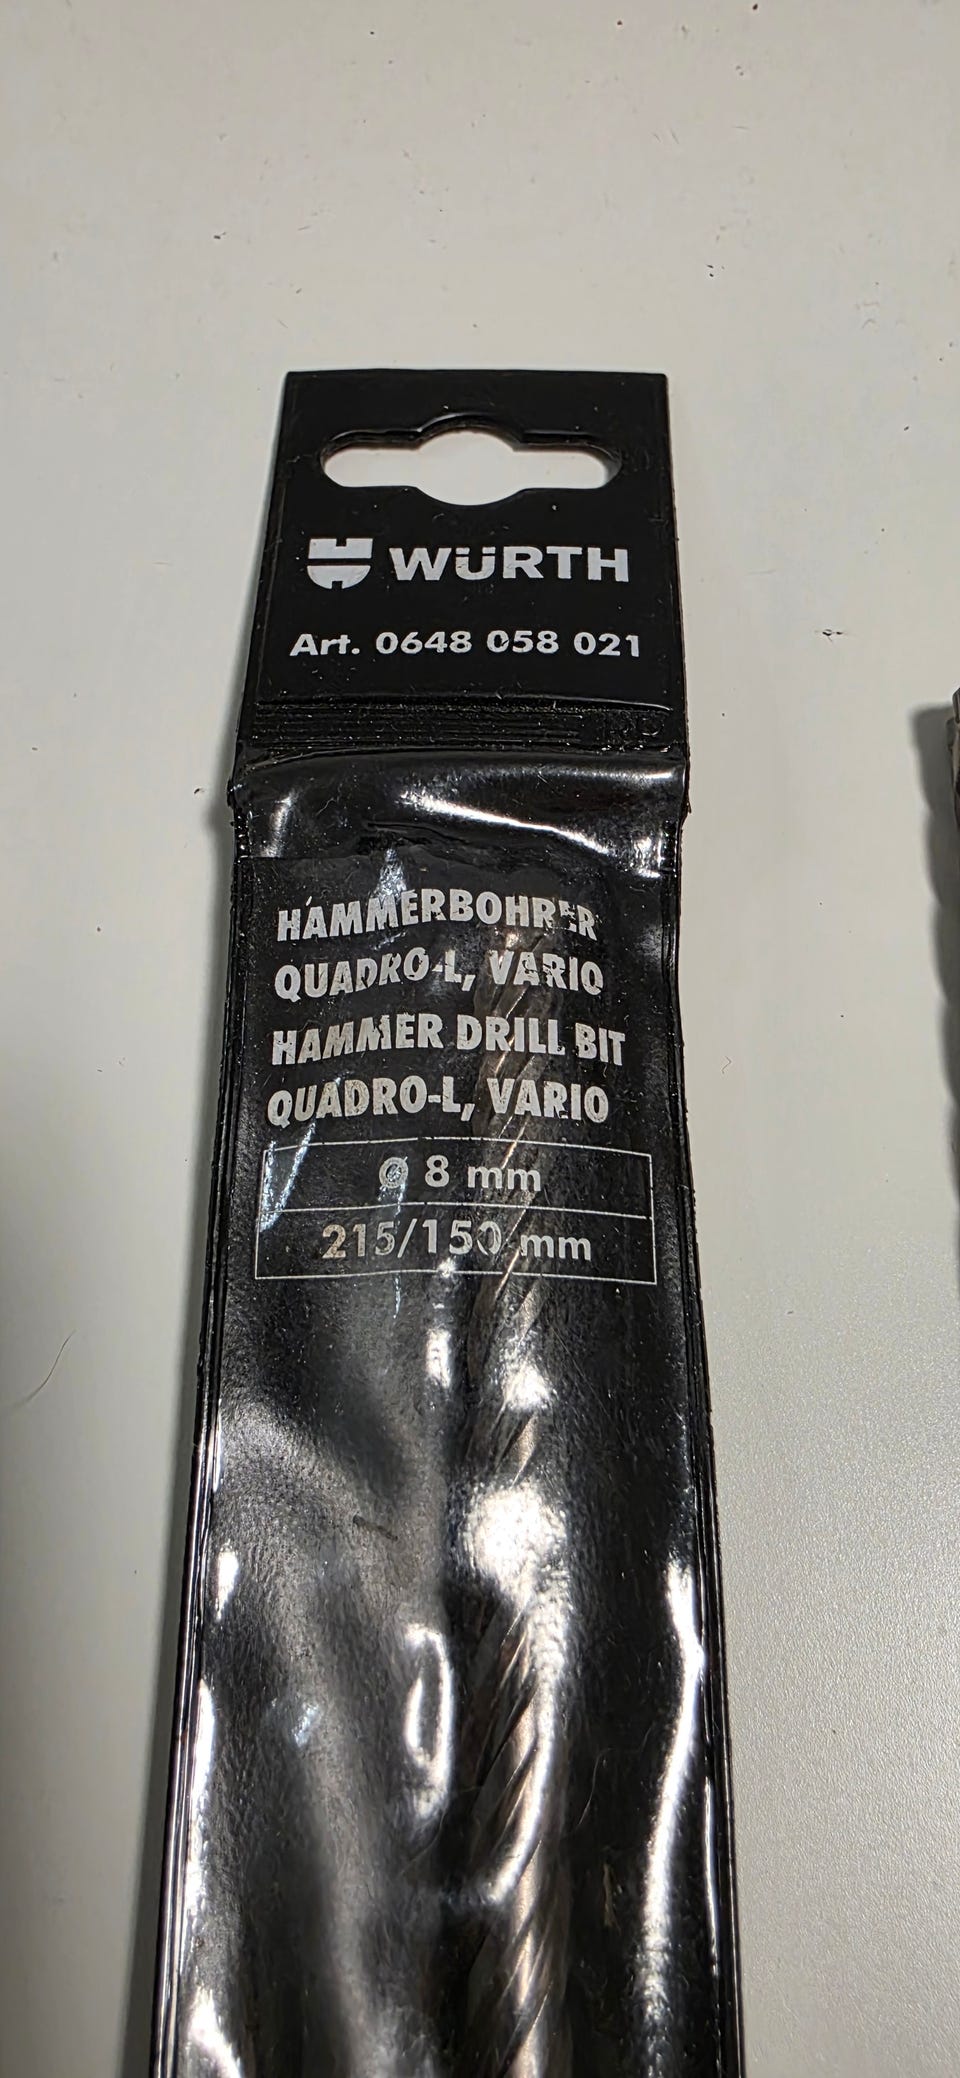 WÜRTH
Art. 0648 058 021
HAMMERBOHRER
QUADRO-L, VARIO
HAMMER DRILL BIT
QUADRO-L, VARIO
Ø 8 mm
215/150 mm